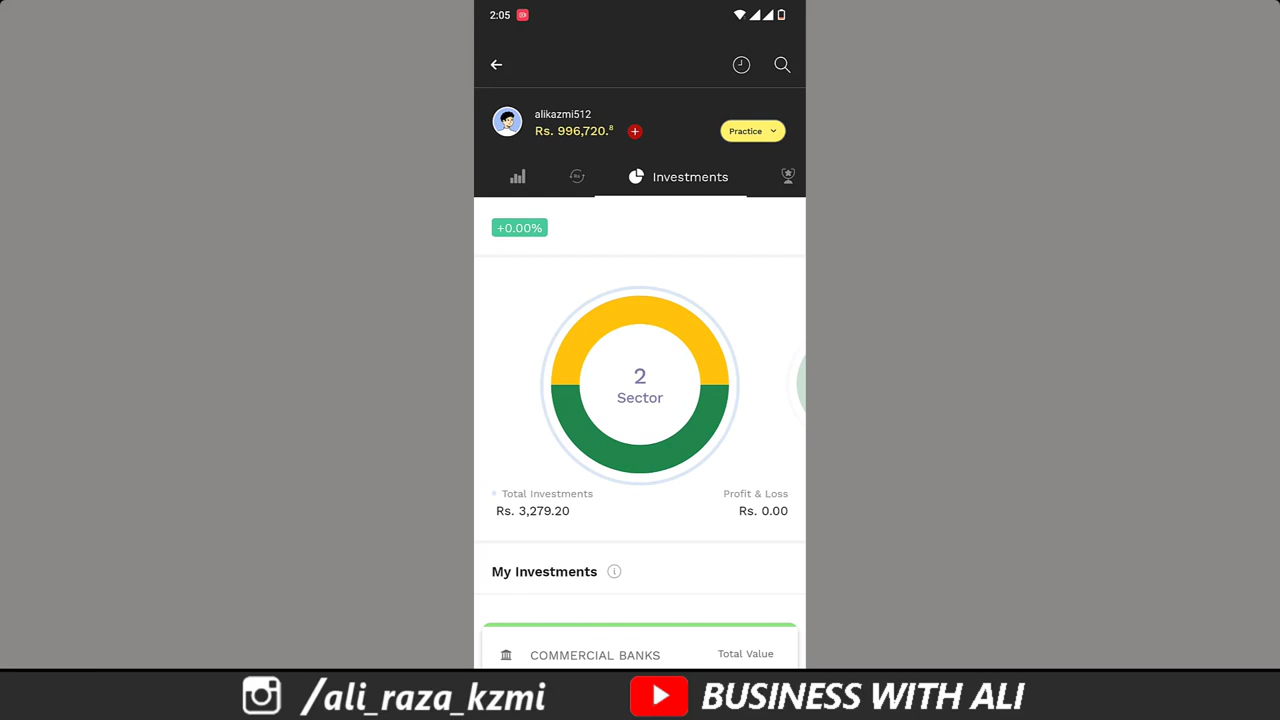 2:05
alikazmi512
Rs. 996,720.⁸
Practice
Investments
+0.00%
2
Sector
Total Investments
Profit & Loss
Rs. 3,279.20
Rs. 0.00
My Investments
COMMERCIAL BANKS
Total Value
/ali_raza_kzmi
BUSINESS WITH ALI